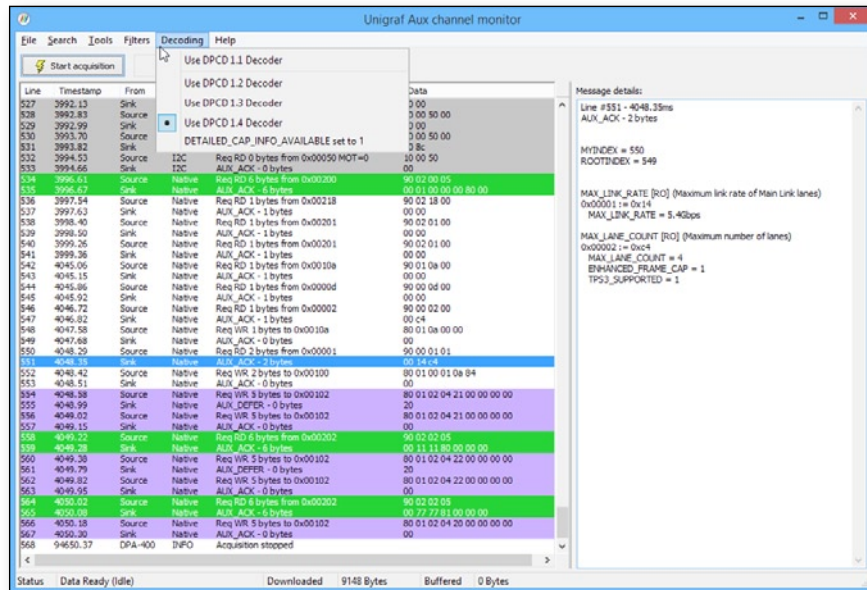 Unigraf Aux channel monitor
File Search Tools Filters Decoding Help
Start acquisition
Use DPCD 1.1 Decoder
Use DPCD 1.2 Decoder
Use DPCD 1.3 Decoder
Use DPCD 1.4 Decoder
DETAILED_CAP_INFO_AVAILABLE set to 1
Line Timestamp From Data
527 3992.13 Sink 0 00
528 3992.83 Source 0 00 50 00
529 3992.99 Sink 0 00
530 3993.70 Source 0 00 50 00
531 3993.82 Sink 0 8c
532 3994.53 Source I2C Req RD 0 bytes from 0x00050 MOT=0 10 00 50
533 3994.66 Sink I2C AUX_ACK - 0 bytes 00
534 3996.61 Source Native Req RD 6 bytes from 0x00200 90 02 00 05
535 3996.67 Sink Native AUX_ACK - 6 bytes 00 01 00 00 00 80 00
536 3997.54 Source Native Req RD 1 bytes from 0x00218 90 02 18 00
537 3997.63 Sink Native AUX_ACK - 1 bytes 00 00
538 3998.40 Source Native Req RD 1 bytes from 0x00201 90 02 01 00
539 3998.50 Sink Native AUX_ACK - 1 bytes 00 00
540 3999.26 Source Native Req RD 1 bytes from 0x00201 90 02 01 00
541 3999.36 Sink Native AUX_ACK - 1 bytes 00 00
542 4045.06 Source Native Req RD 1 bytes from 0x0010a 90 01 0a 00
543 4045.15 Sink Native AUX_ACK - 1 bytes 00 00
544 4045.86 Source Native Req RD 1 bytes from 0x0000d 90 00 0d 00
545 4045.92 Sink Native AUX_ACK - 1 bytes 00 00
546 4046.72 Source Native Req RD 1 bytes from 0x00002 90 00 02 00
547 4046.82 Sink Native AUX_ACK - 1 bytes 00 c4
548 4047.58 Source Native Req WR 1 bytes to 0x0010a 80 01 0a 00 00
549 4047.68 Sink Native AUX_ACK - 0 bytes 00
550 4048.29 Source Native Req RD 2 bytes from 0x00001 90 00 01 01
551 4048.35 Sink Native AUX_ACK - 2 bytes 00 14 c4
552 4048.42 Source Native Req WR 2 bytes to 0x00100 80 01 00 01 0a 84
553 4048.51 Sink Native AUX_ACK - 0 bytes 00
554 4048.58 Source Native Req WR 5 bytes to 0x00102 80 01 02 04 21 00 00 00 00
555 4048.99 Sink Native AUX_DEFER - 0 bytes 20
556 4049.02 Source Native Req WR 5 bytes to 0x00102 80 01 02 04 21 00 00 00 00
557 4049.15 Sink Native AUX_ACK - 0 bytes 00
558 4049.22 Source Native Req RD 6 bytes from 0x00202 90 02 02 05
559 4049.28 Sink Native AUX_ACK - 6 bytes 00 11 11 80 00 00 00
560 4049.38 Source Native Req WR 5 bytes to 0x00102 80 01 02 04 22 00 00 00 00
561 4049.79 Sink Native AUX_DEFER - 0 bytes 20
562 4049.82 Source Native Req WR 5 bytes to 0x00102 80 01 02 04 22 00 00 00 00
563 4049.95 Sink Native AUX_ACK - 0 bytes 00
564 4050.02 Source Native Req RD 6 bytes from 0x00202 90 02 02 05
565 4050.08 Sink Native AUX_ACK - 6 bytes 00 77 77 81 00 00 00
566 4050.18 Source Native Req WR 5 bytes to 0x00102 80 01 02 04 20 00 00 00 00
567 4050.30 Sink Native AUX_ACK - 0 bytes 00
568 94650.37 DPA-400 INFO Acquisition stopped
Message details:
Line #551 - 4048.35ms
AUX_ACK - 2 bytes
MYINDEX = 550
ROOTINDEX = 549
MAX_LINK_RATE [RO] (Maximum link rate of Main Link lanes)
0x00001 := 0x14
MAX_LINK_RATE = 5.4Gbps
MAX_LANE_COUNT [RO] (Maximum number of lanes)
0x00002 := 0xc4
MAX_LANE_COUNT = 4
ENHANCED_FRAME_CAP = 1
TPS3_SUPPORTED = 1
Status Data Ready (Idle) Downloaded 9148 Bytes Buffered 0 Bytes